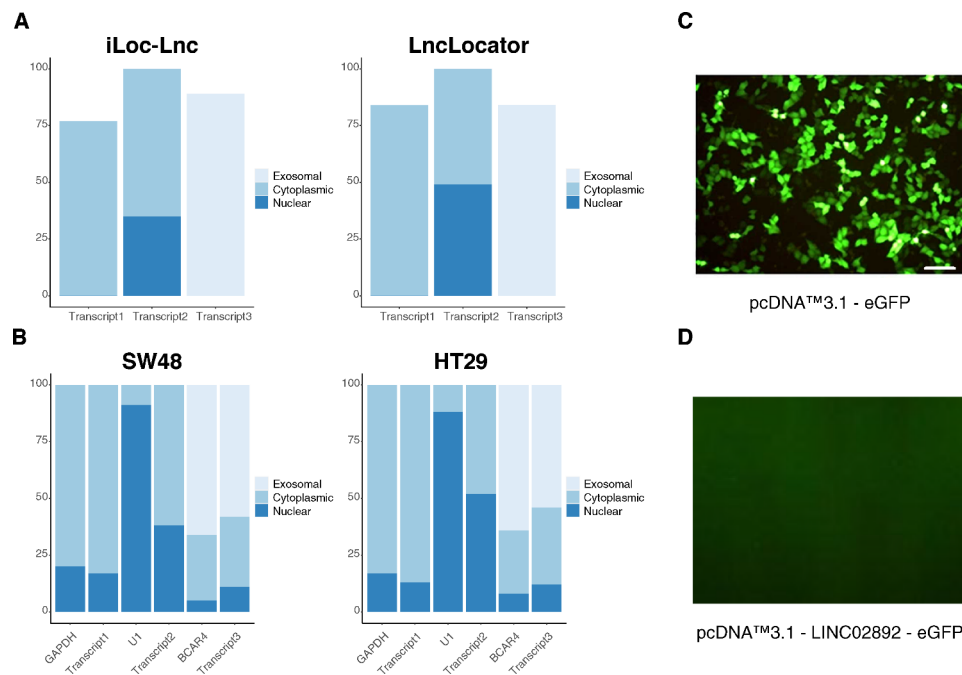 A
iLoc-Lnc
LncLocator
C
100
75
50
25
0
Exosomal
Cytoplasmic
Nuclear
Transcript1
Transcript2
Transcript3
100
75
50
25
0
Exosomal
Cytoplasmic
Nuclear
Transcript1
Transcript2
Transcript3
pcDNA™3.1 - eGFP
B
SW48
HT29
D
100
75
50
25
0
Exosomal
Cytoplasmic
Nuclear
GAPDH
Transcript1
U1
Transcript2
BCAR4
Transcript3
100
75
50
25
0
Exosomal
Cytoplasmic
Nuclear
GAPDH
Transcript1
U1
Transcript2
BCAR4
Transcript3
pcDNA™3.1 - LINC02892 - eGFP